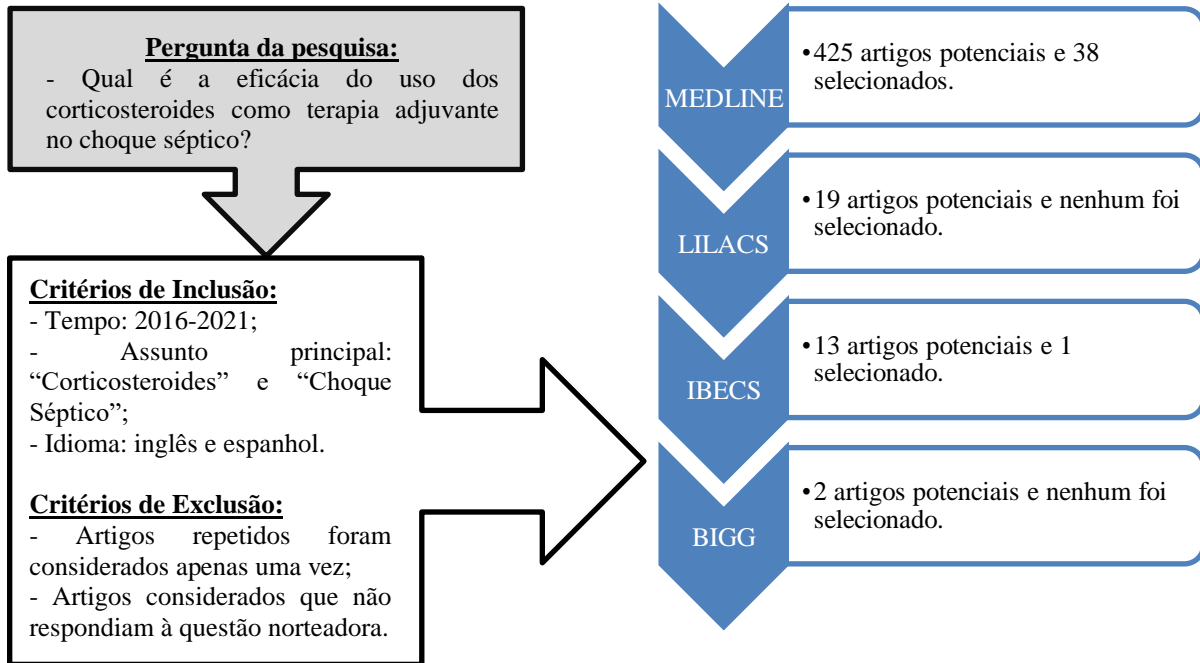 Pergunta da pesquisa:
- Qual é a eficácia do uso dos
corticosteroides como terapia adjuvante
no choque séptico?
Critérios de Inclusão:
- Tempo: 2016-2021;
- Assunto principal:
“Corticosteroides” e “Choque
Séptico”;
- Idioma: inglês e espanhol.
Critérios de Exclusão:
- Artigos repetidos foram
considerados apenas uma vez;
- Artigos considerados que não
respondiam à questão norteadora.
MEDLINE
•425 artigos potenciais e 38
selecionados.
LILACS
•19 artigos potenciais e nenhum foi
selecionado.
IBECS
•13 artigos potenciais e 1
selecionado.
BIGG
•2 artigos potenciais e nenhum foi
selecionado.